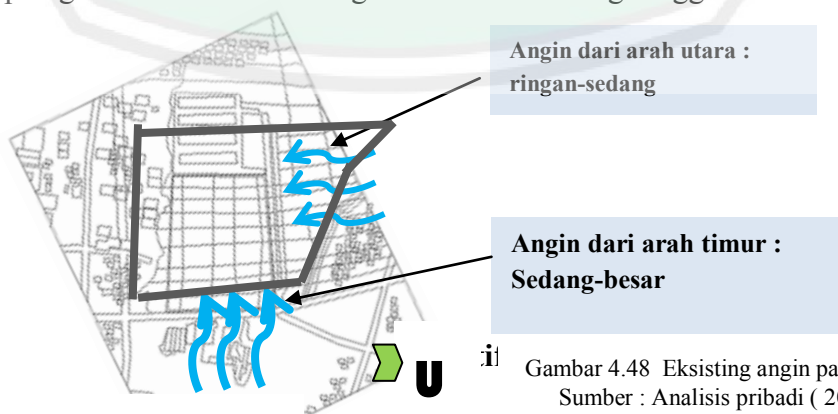 Angin dari arah utara :
ringan-sedang
Angin dari arah timur :
Sedang-besar
U
Gambar 4.48 Eksisting angin pa
Sumber : Analisis pribadi ( 2